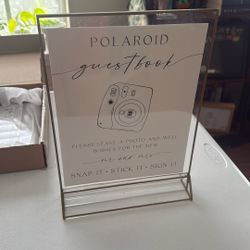 POLAROID
guestbook
PLEASE LEAVE A PHOTO AND WELL
WISHES FOR THE NEW
mr and mrs
SNAP IT • STICK IT • SIGN IT